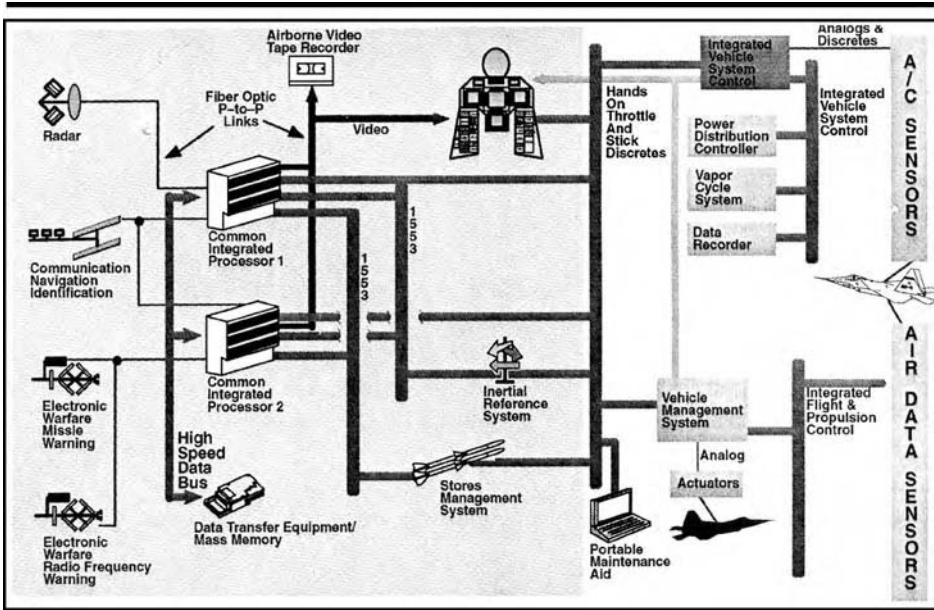 Airborne Video
Tape Recorder
Fiber Optic
P-to-P
Links
Radar
Video
Common
Integrated
Processor 1
Communication
Navigation
Identification
1553
1553
Common
Integrated
Processor 2
Electronic
Warfare
Missle
Warning
High
Speed
Data
Bus
Electronic
Warfare
Radio Frequency
Warning
Data Transfer Equipment/
Mass Memory
Inertial
Reference
System
Stores
Management
System
Hands
On
Throttle
And
Stick
Discretes
Integrated
Vehicle
System
Control
Analogs &
Discretes
Integrated
Vehicle
System
Control
Power
Distribution
Controller
Vapor
Cycle
System
Data
Recorder
A/C SENSORS
Vehicle
Management
System
Integrated
Flight &
Propulsion
Control
Analog
Actuators
Portable
Maintenance
Aid
AIR DATA SENSORS